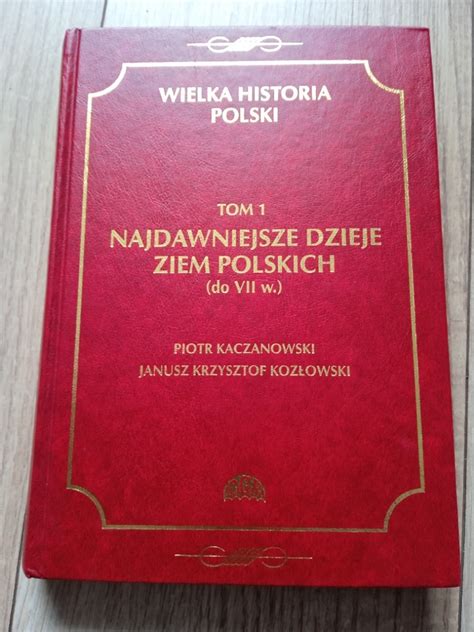 WIELKA HISTORIA
POLSKI
TOM 1
NAJDAWNIEJSZE DZIEJE
ZIEM POLSKICH
(do VII w.)
PIOTR KACZANOWSKI
JANUSZ KRZYSZTOF KOZŁOWSKI